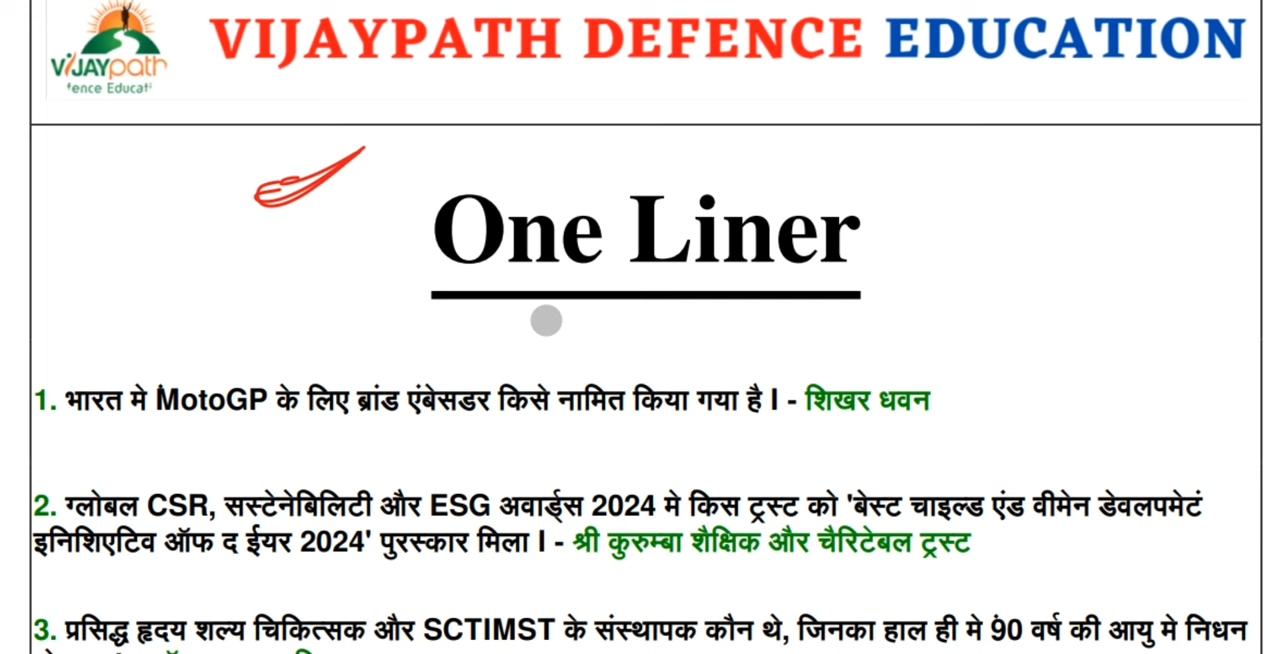 VIJAYPATH DEFENCE EDUCATION
VIJAYpath
fence Educati
One Liner
1. भारत मे MotoGP के लिए ब्रांड एंबेसडर किसे नामित किया गया है I - शिखर धवन
2. ग्लोबल CSR, सस्टेनेबिलिटी और ESG अवार्ड्स 2024 मे किस ट्रस्ट को 'बेस्ट चाइल्ड एंड वीमेन डेवलपमेटं
इनिशिएटिव ऑफ द ईयर 2024' पुरस्कार मिला I - श्री कुरुम्बा शैक्षिक और चैरिटेबल ट्रस्ट
3. प्रसिद्ध हृदय शल्य चिकित्सक और SCTIMST के संस्थापक कौन थे, जिनका हाल ही मे 90 वर्ष की आयु मे निधन